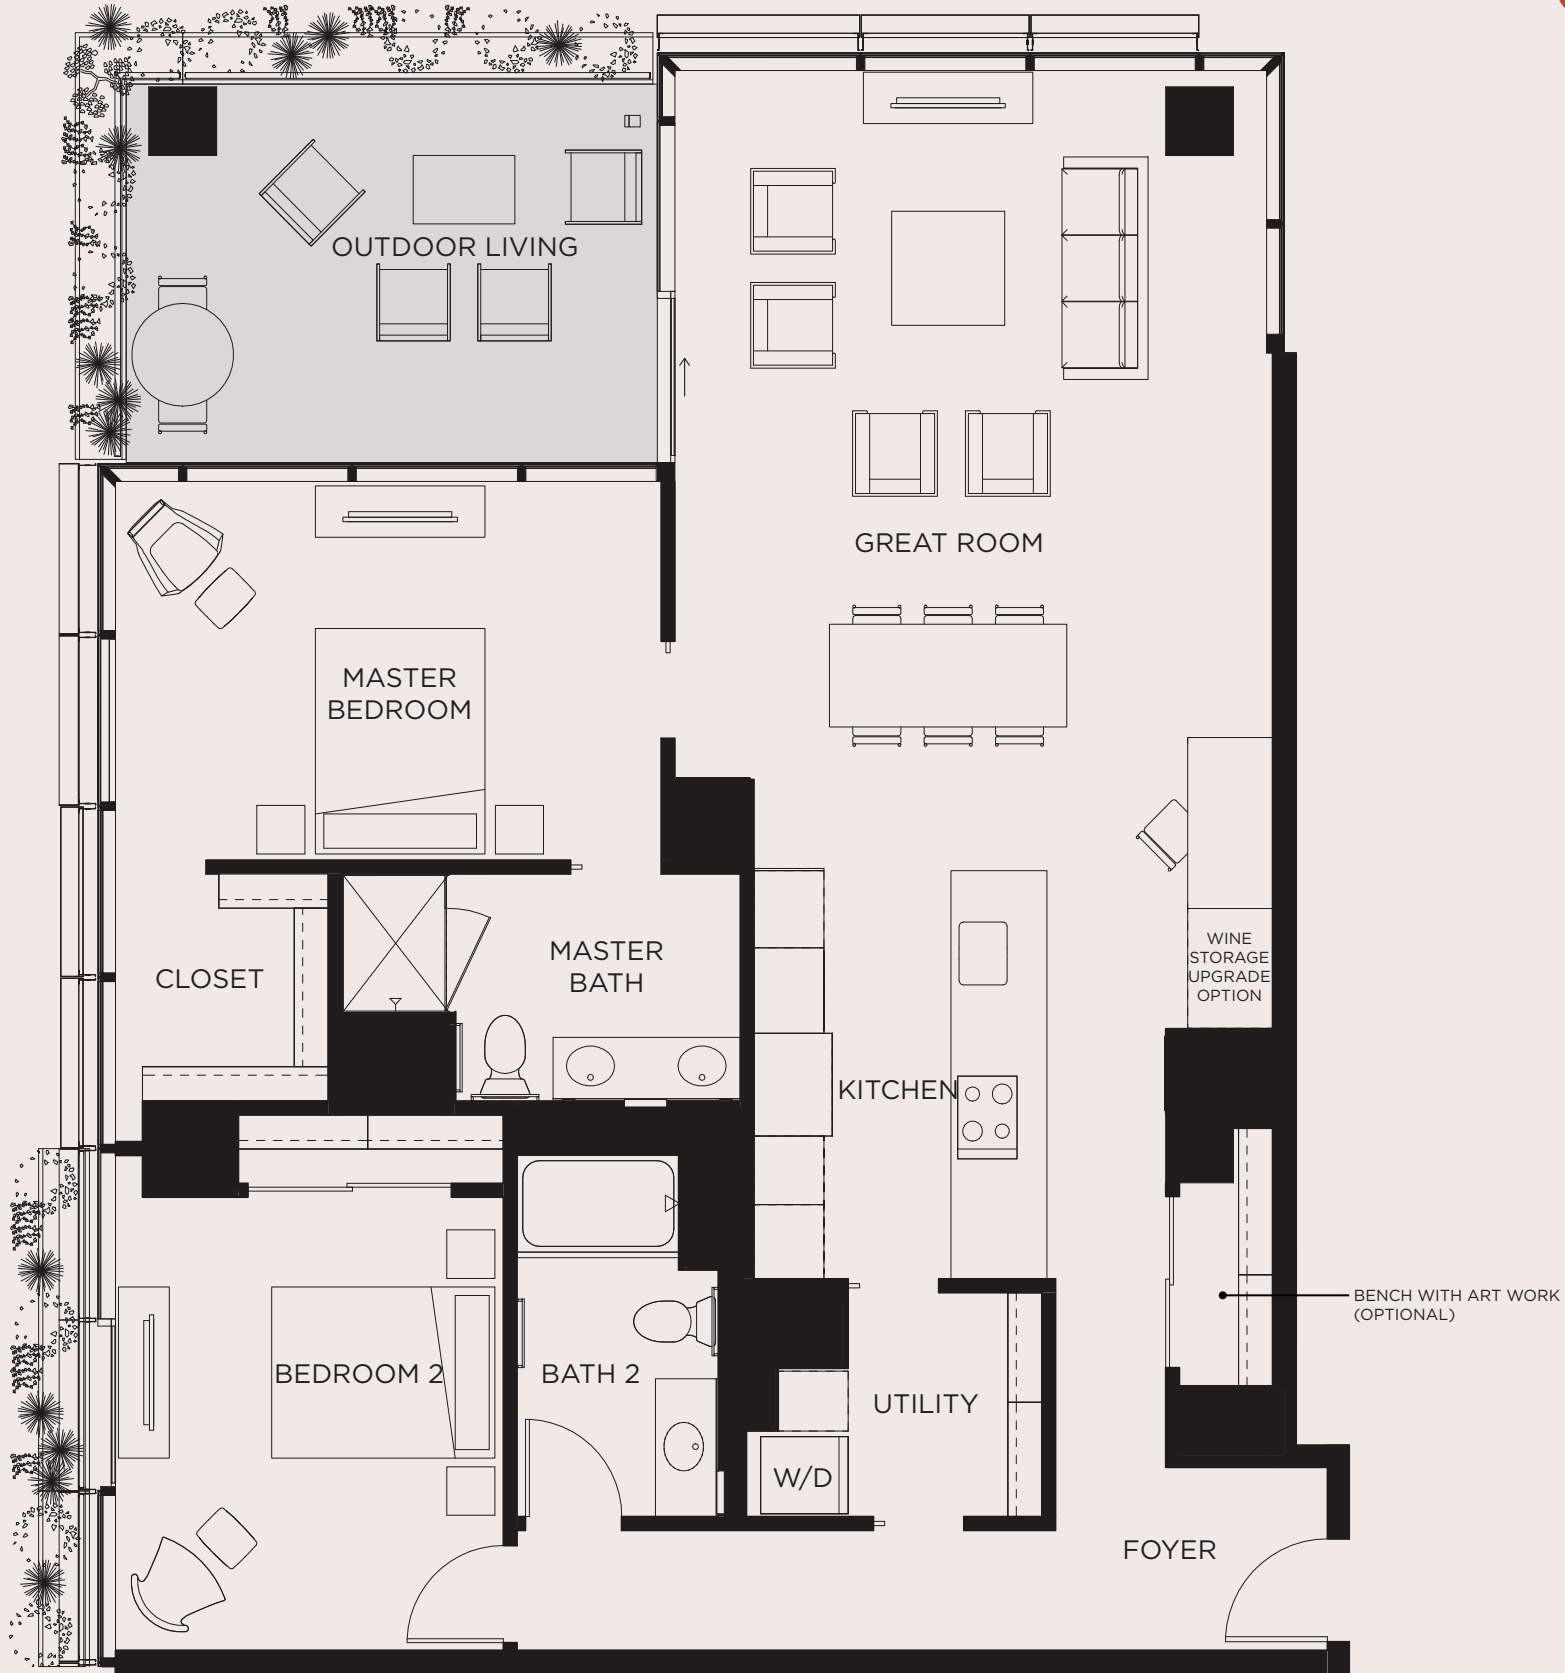 OUTDOOR LIVING
GREAT ROOM
MASTER
BEDROOM
WINE
STORAGE
UPGRADE
OPTION
MASTER
BATH
CLOSET
KITCHEN
BENCH WITH ART WORK
(OPTIONAL)
BEDROOM 2
BATH 2
UTILITY
W/D
FOYER